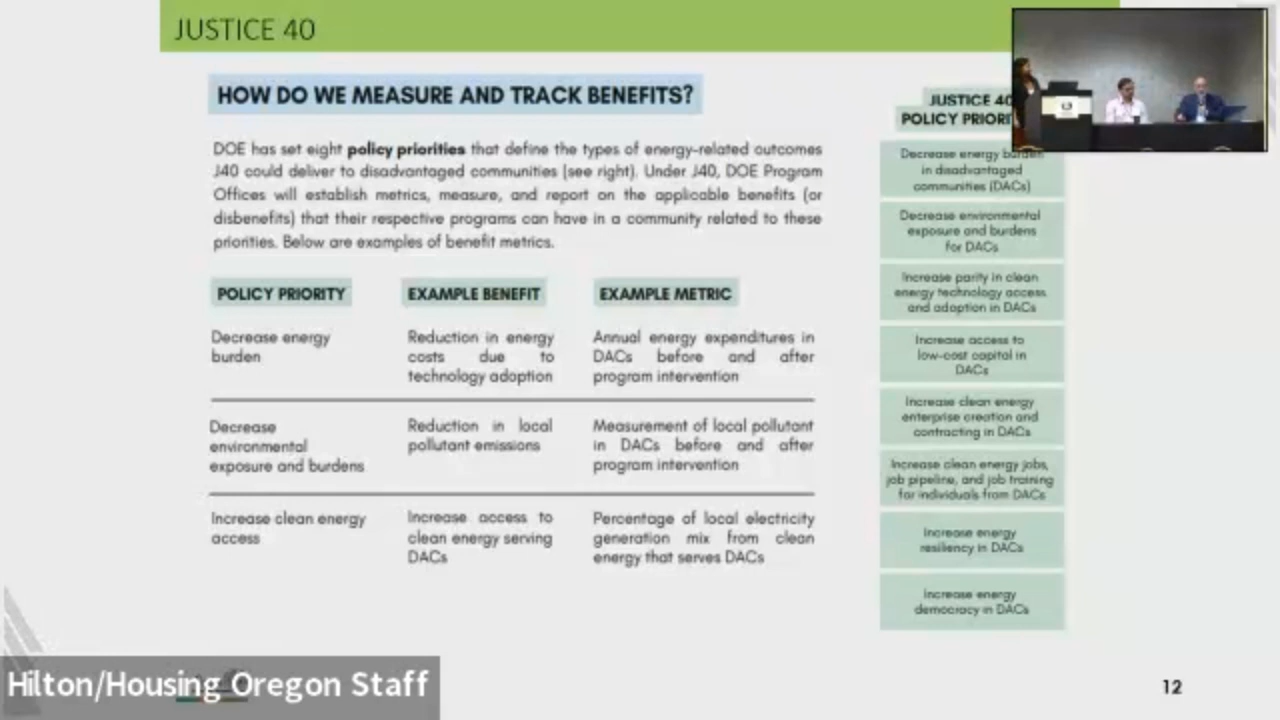 JUSTICE 40
HOW DO WE MEASURE AND TRACK BENEFITS?
DOE has set eight policy priorities that define the types of energy-related outcomes
J40 could deliver to disadvantaged communities (see right). Under J40, DOE Program
Offices will establish metrics, measure, and report on the applicable benefits (or
disbenefits) that their respective programs can have in a community related to these
priorities. Below are examples of benefit metrics.
POLICY PRIORITY
EXAMPLE BENEFIT
EXAMPLE METRIC
Decrease energy
burden
Reduction in energy
costs due to
technology adoption
Annual energy expenditures in
DACs before and after
program intervention
Decrease
environmental
exposure and burdens
Reduction in local
pollutant emissions
Measurement of local pollutant
in DACs before and after
program intervention
Increase clean energy
access
Increase access to
clean energy serving
DACs
Percentage of local electricity
generation mix from clean
energy that serves DACs
JUSTICE 40
POLICY PRIORI
Decrease energy burden
in disadvantaged
communities (DACs)
Decrease environmental
exposure and burdens
for DACs
Increase parity in clean
energy technology access
and adoption in DACs
Increase access to
low-cost capital in
DACs
Increase clean energy
enterprise creation and
contracting in DACs
Increase clean energy jobs,
job pipeline, and job training
for individuals from DACs
Increase energy
resiliency in DACs
Increase energy
democracy in DACs
Hilton/Housing Oregon Staff
12